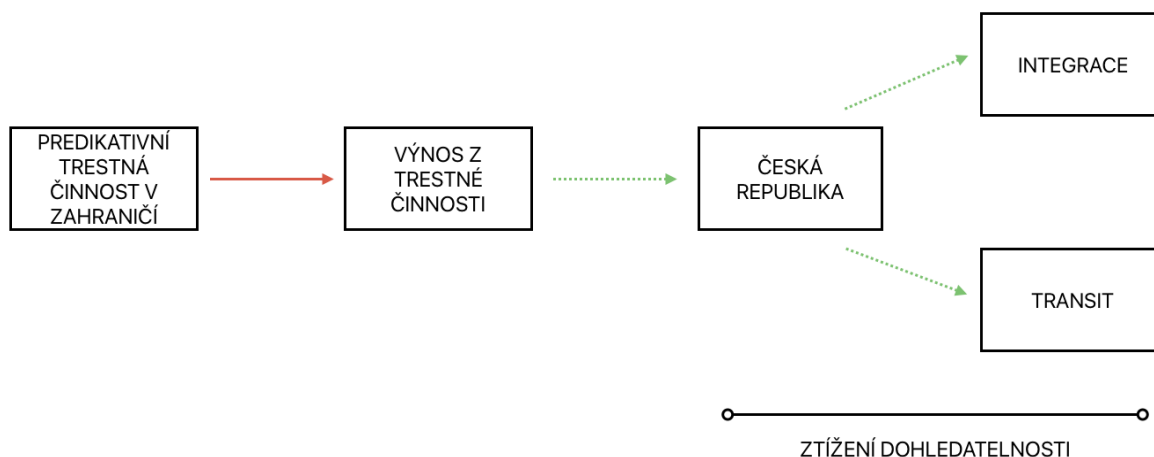 PREDIKATIVNÍ
TRESTNÁ
ČINNOST V
ZAHRANIČÍ
VÝNOS Z
TRESTNÉ
ČINNOSTI
ČESKÁ
REPUBLIKA
INTEGRACE
TRANSIT
ZTÍŽENÍ DOHLEDATELNOSTI